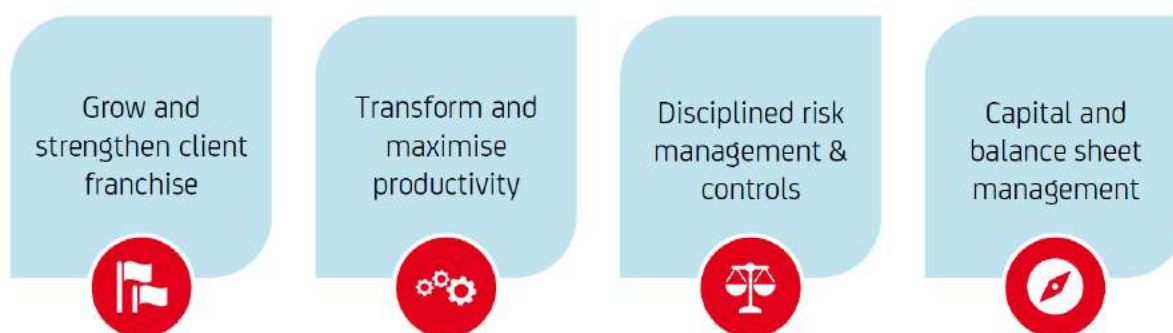 Grow and
strengthen client
franchise
Transform and
maximise
productivity
Disciplined risk
management &
controls
Capital and
balance sheet
management